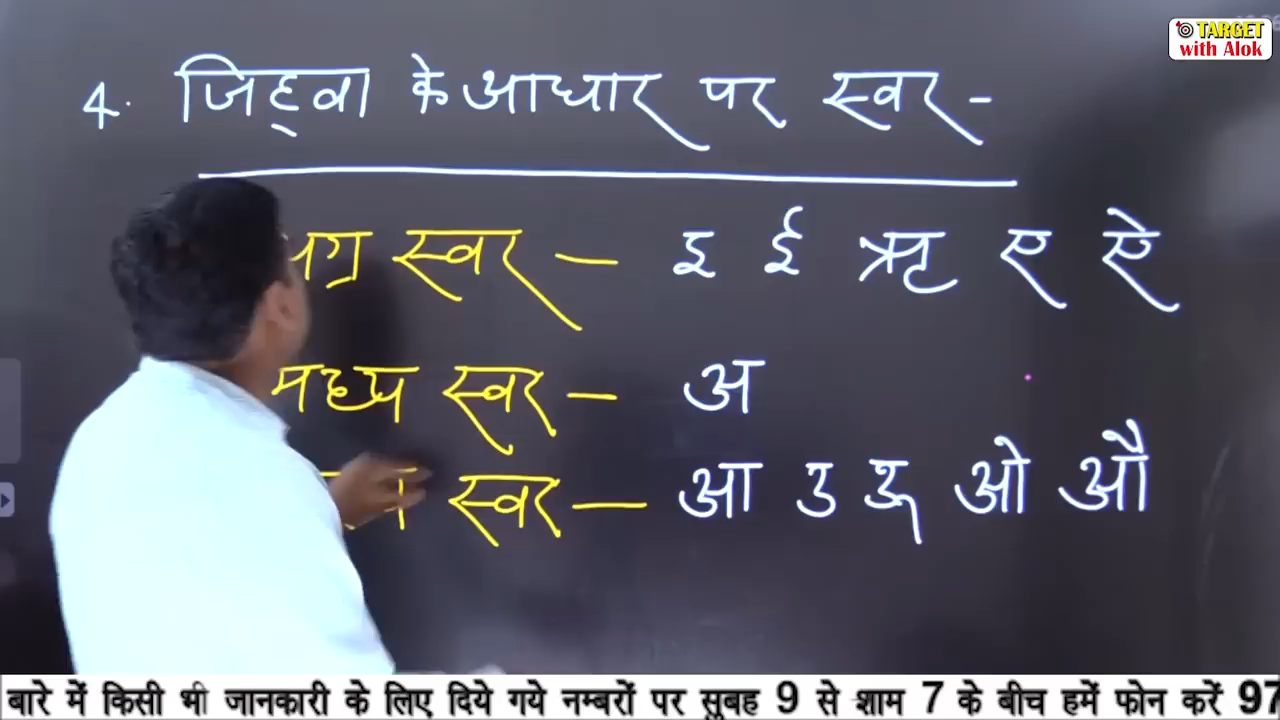 TARGET
with Alok
4. जिह्वा के आधार पर स्वर -
स्वर — इ ई ऋ ए ऐ
मध्य स्वर — अ
स्वर — आ उ ऊ ओ औ
बारे में किसी भी जानकारी के लिए दिये गये नम्बरों पर सुबह 9 से शाम 7 के बीच हमें फोन करें 97